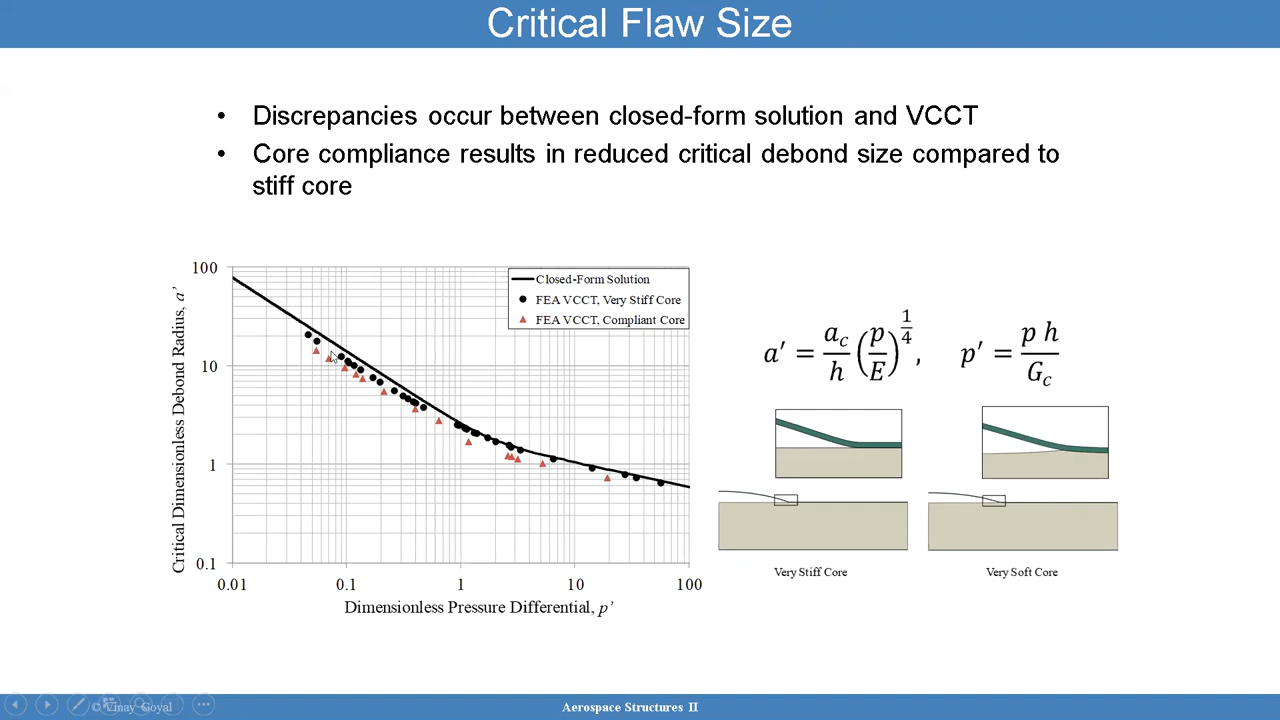 Critical Flaw Size
• Discrepancies occur between closed-form solution and VCCT
• Core compliance results in reduced critical debond size compared to
stiff core
Critical Dimensionless Debond Radius, a’
100
10
1
0.1
0.01
0.1
1
10
100
Dimensionless Pressure Differential, p’
Closed-Form Solution
FEA VCCT, Very Stiff Core
FEA VCCT, Compliant Core
a′ = a_c/h (p/E)^(1/4), p′ = p h/G_c
Very Stiff Core
Very Soft Core
© Vinay Goyal
Aerospace Structures II